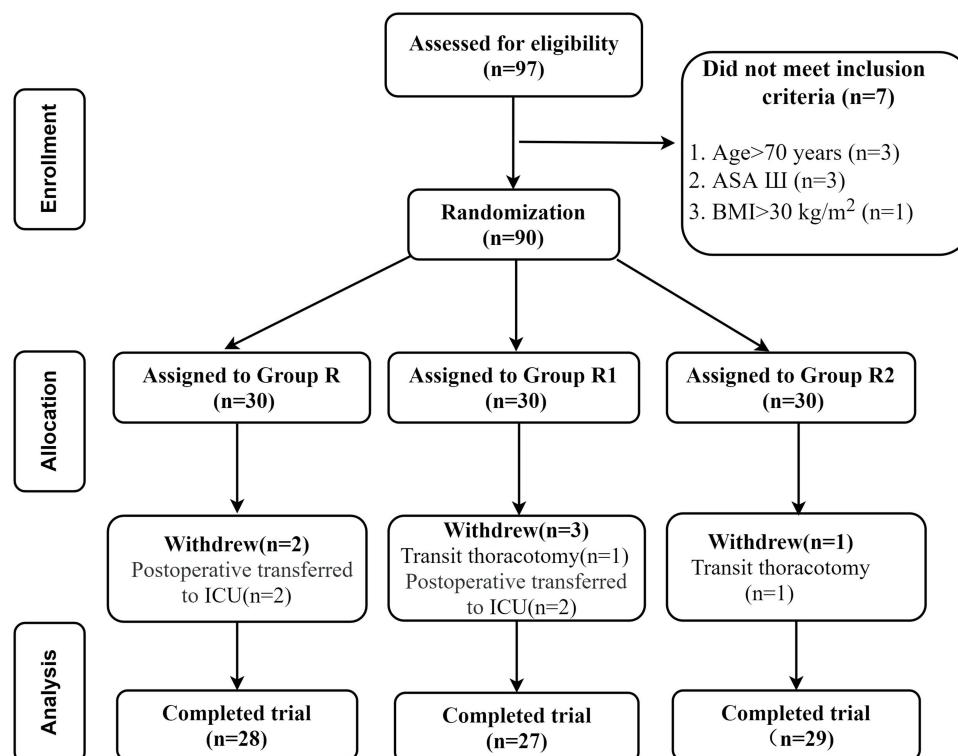 Assessed for eligibility
(n=97)
Did not meet inclusion
criteria (n=7)
1. Age>70 years (n=3)
2. ASA Ш (n=3)
3. BMI>30 kg/m² (n=1)
Enrollment
Randomization
(n=90)
Allocation
Assigned to Group R
(n=30)
Assigned to Group R1
(n=30)
Assigned to Group R2
(n=30)
Withdrew(n=2)
Postoperative transferred
to ICU(n=2)
Withdrew(n=3)
Transit thoracotomy(n=1)
Postoperative transferred
to ICU(n=2)
Withdrew(n=1)
Transit thoracotomy
(n=1)
Analysis
Completed trial
(n=28)
Completed trial
(n=27)
Completed trial
（n=29)